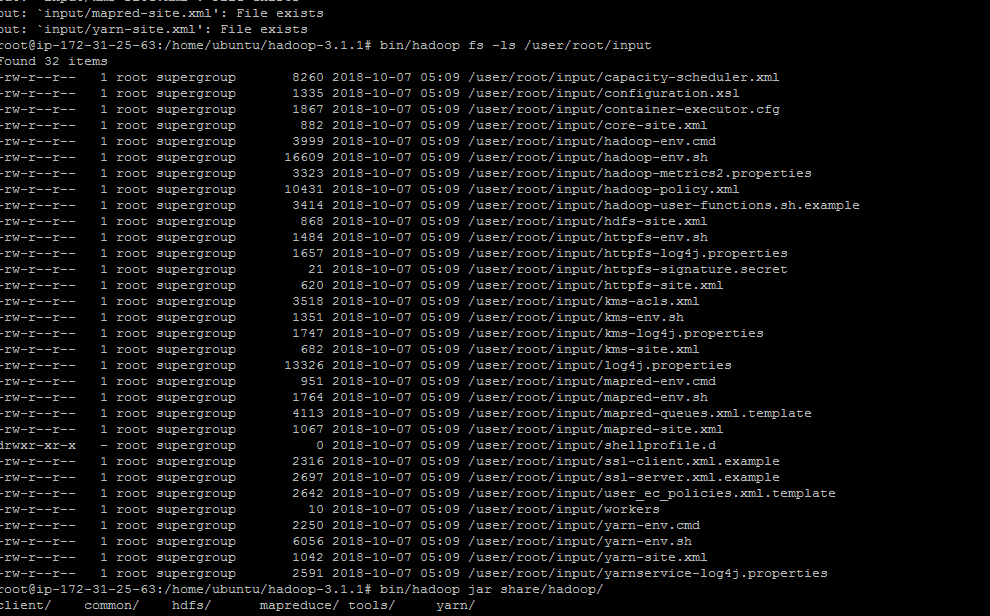 put: `input/mapred-site.xml': File exists
put: `input/yarn-site.xml': File exists
root@ip-172-31-25-63:/home/ubuntu/hadoop-3.1.1# bin/hadoop fs -ls /user/root/input
Found 32 items
-rw-r--r--   1 root supergroup       8260 2018-10-07 05:09 /user/root/input/capacity-scheduler.xml
-rw-r--r--   1 root supergroup       1335 2018-10-07 05:09 /user/root/input/configuration.xsl
-rw-r--r--   1 root supergroup       1867 2018-10-07 05:09 /user/root/input/container-executor.cfg
-rw-r--r--   1 root supergroup        882 2018-10-07 05:09 /user/root/input/core-site.xml
-rw-r--r--   1 root supergroup       3999 2018-10-07 05:09 /user/root/input/hadoop-env.cmd
-rw-r--r--   1 root supergroup      16609 2018-10-07 05:09 /user/root/input/hadoop-env.sh
-rw-r--r--   1 root supergroup       3323 2018-10-07 05:09 /user/root/input/hadoop-metrics2.properties
-rw-r--r--   1 root supergroup      10431 2018-10-07 05:09 /user/root/input/hadoop-policy.xml
-rw-r--r--   1 root supergroup       3414 2018-10-07 05:09 /user/root/input/hadoop-user-functions.sh.example
-rw-r--r--   1 root supergroup        868 2018-10-07 05:09 /user/root/input/hdfs-site.xml
-rw-r--r--   1 root supergroup       1484 2018-10-07 05:09 /user/root/input/httpfs-env.sh
-rw-r--r--   1 root supergroup       1657 2018-10-07 05:09 /user/root/input/httpfs-log4j.properties
-rw-r--r--   1 root supergroup         21 2018-10-07 05:09 /user/root/input/httpfs-signature.secret
-rw-r--r--   1 root supergroup        620 2018-10-07 05:09 /user/root/input/httpfs-site.xml
-rw-r--r--   1 root supergroup       3518 2018-10-07 05:09 /user/root/input/kms-acls.xml
-rw-r--r--   1 root supergroup       1351 2018-10-07 05:09 /user/root/input/kms-env.sh
-rw-r--r--   1 root supergroup       1747 2018-10-07 05:09 /user/root/input/kms-log4j.properties
-rw-r--r--   1 root supergroup        682 2018-10-07 05:09 /user/root/input/kms-site.xml
-rw-r--r--   1 root supergroup      13326 2018-10-07 05:09 /user/root/input/log4j.properties
-rw-r--r--   1 root supergroup        951 2018-10-07 05:09 /user/root/input/mapred-env.cmd
-rw-r--r--   1 root supergroup       1764 2018-10-07 05:09 /user/root/input/mapred-env.sh
-rw-r--r--   1 root supergroup       4113 2018-10-07 05:09 /user/root/input/mapred-queues.xml.template
-rw-r--r--   1 root supergroup       1067 2018-10-07 05:09 /user/root/input/mapred-site.xml
drwxr-xr-x   - root supergroup          0 2018-10-07 05:09 /user/root/input/shellprofile.d
-rw-r--r--   1 root supergroup       2316 2018-10-07 05:09 /user/root/input/ssl-client.xml.example
-rw-r--r--   1 root supergroup       2697 2018-10-07 05:09 /user/root/input/ssl-server.xml.example
-rw-r--r--   1 root supergroup       2642 2018-10-07 05:09 /user/root/input/user_ec_policies.xml.template
-rw-r--r--   1 root supergroup         10 2018-10-07 05:09 /user/root/input/workers
-rw-r--r--   1 root supergroup       2250 2018-10-07 05:09 /user/root/input/yarn-env.cmd
-rw-r--r--   1 root supergroup       6056 2018-10-07 05:09 /user/root/input/yarn-env.sh
-rw-r--r--   1 root supergroup       1042 2018-10-07 05:09 /user/root/input/yarn-site.xml
-rw-r--r--   1 root supergroup       2591 2018-10-07 05:09 /user/root/input/yarnservice-log4j.properties
root@ip-172-31-25-63:/home/ubuntu/hadoop-3.1.1# bin/hadoop jar share/hadoop/
client/    common/    hdfs/      mapreduce/ tools/     yarn/